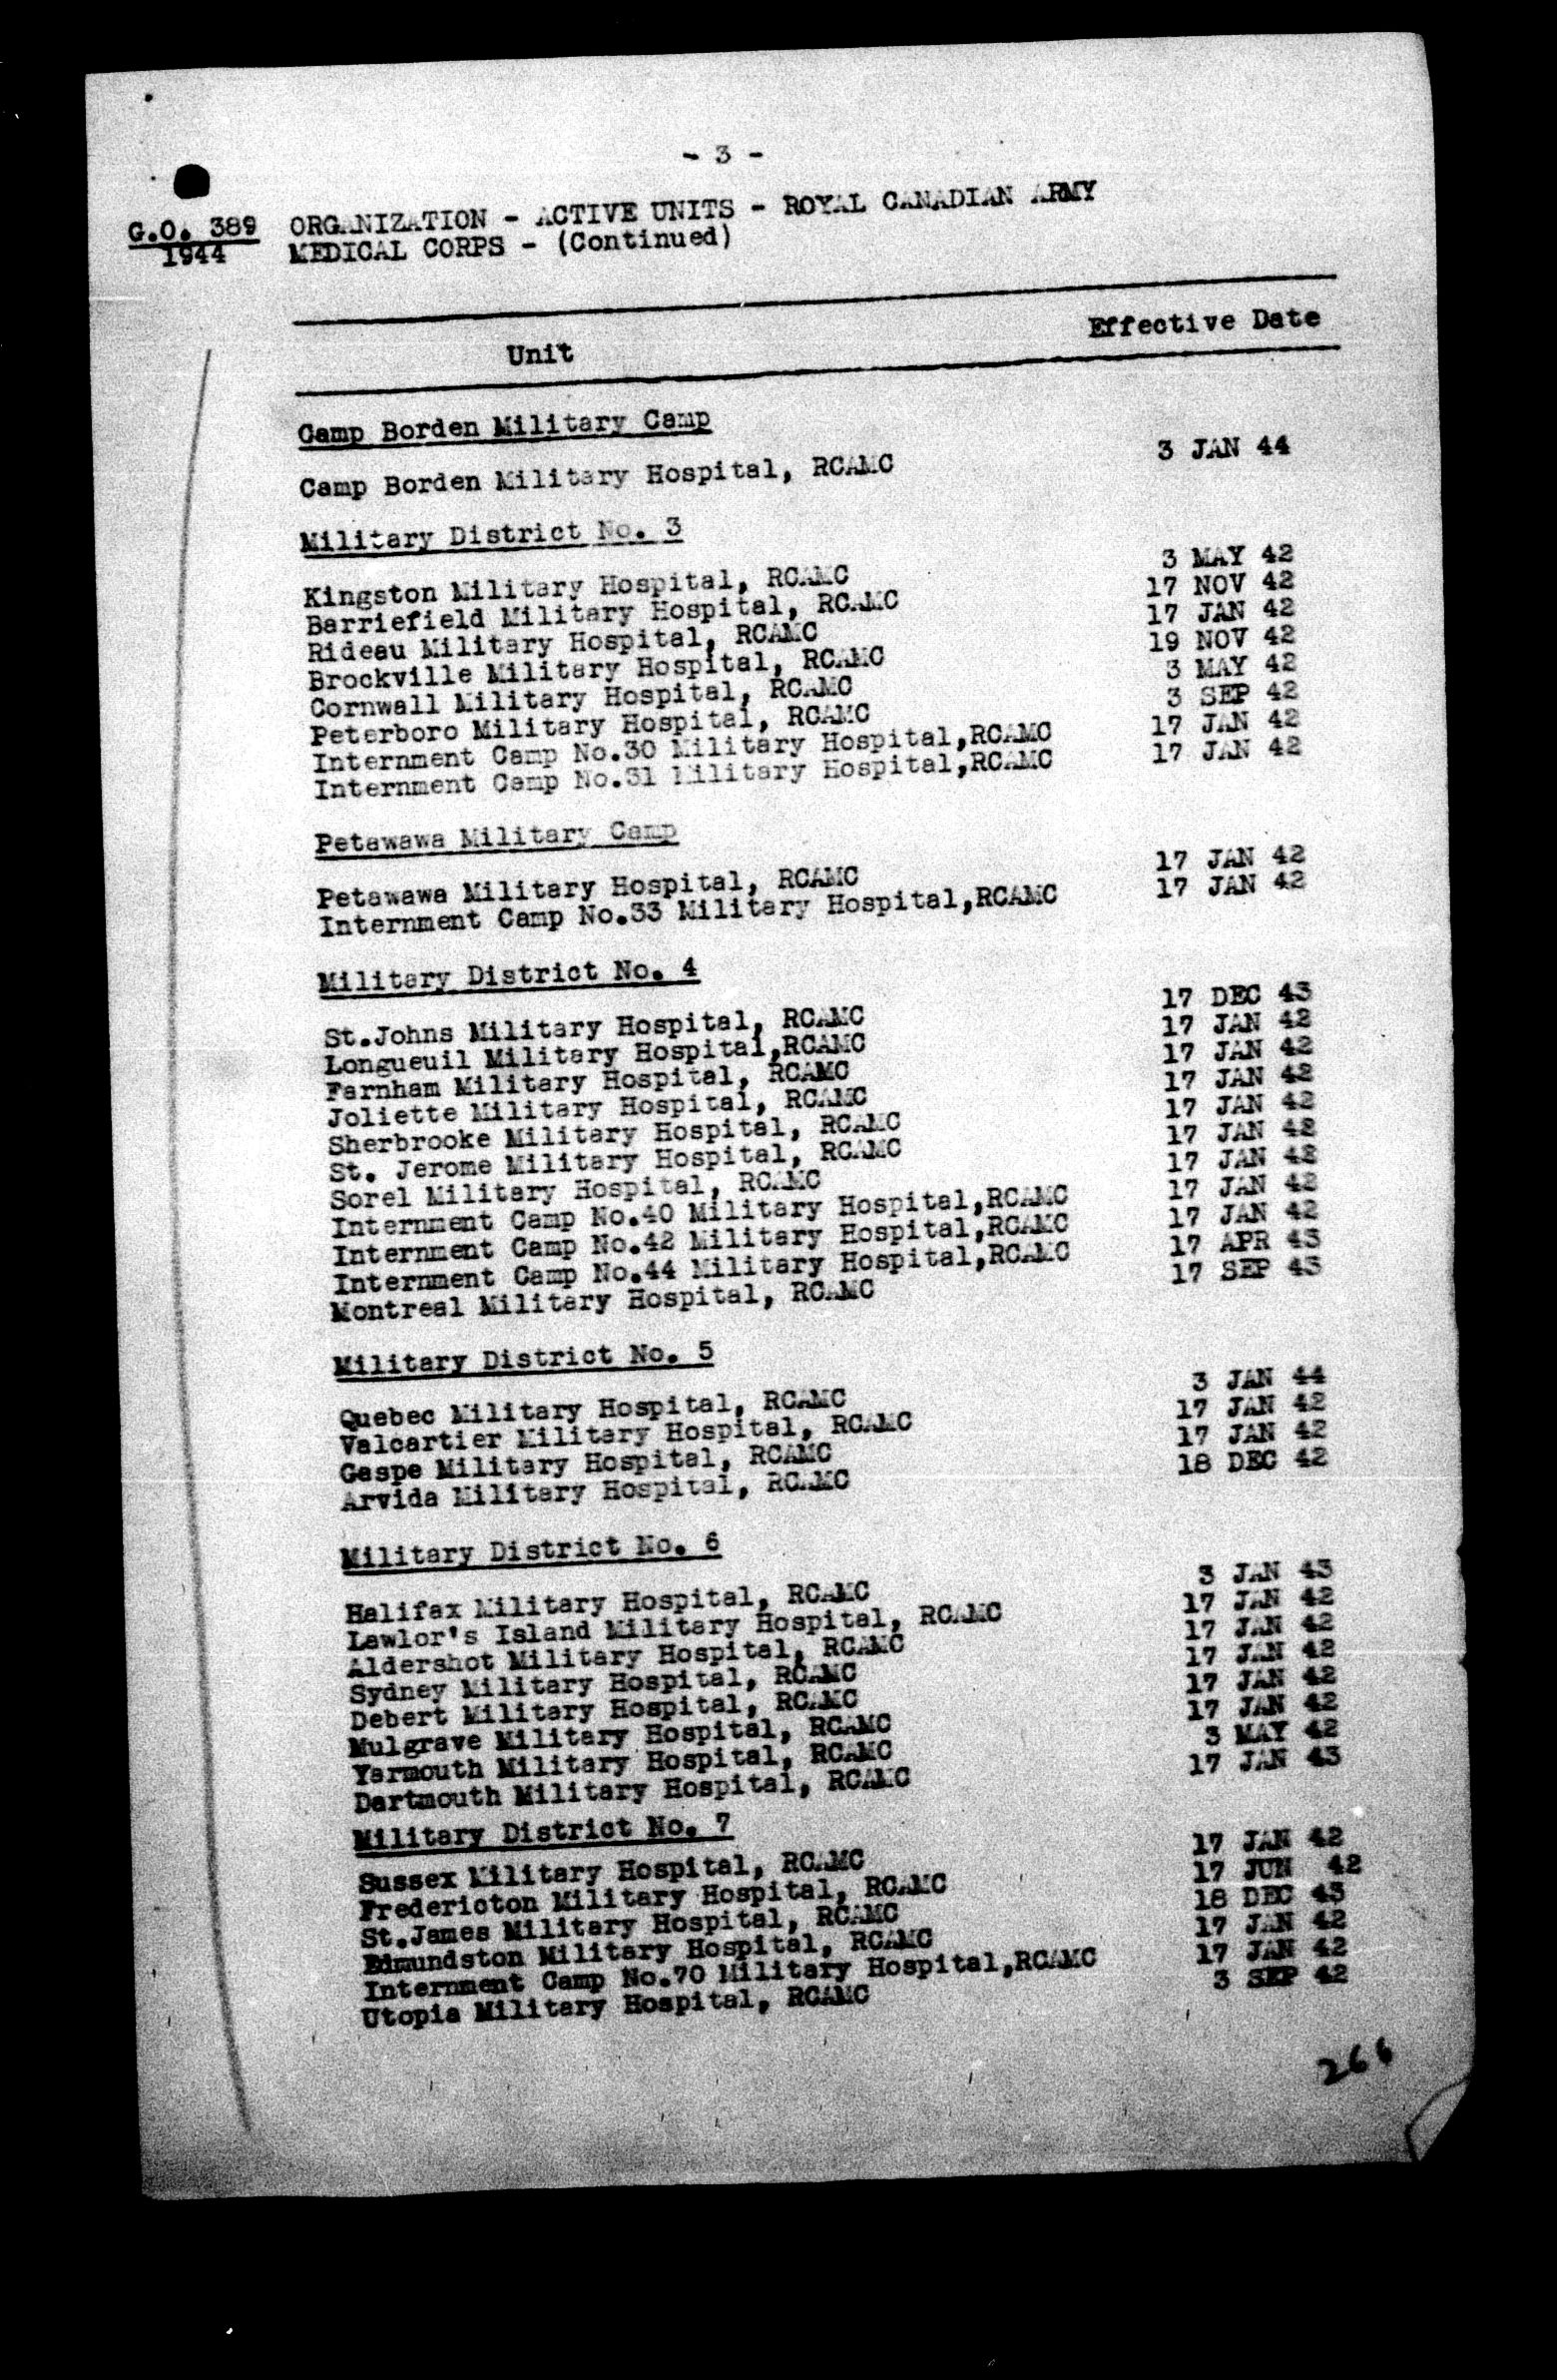 - 3 -
G.O. 389 ORGANIZATION - ACTIVE UNITS - ROYAL CANADIAN ARMY
1944 MEDICAL CORPS - (Continued)
Unit Effective Date
Camp Borden Military Camp
Camp Borden Military Hospital, RCAMC 3 JAN 44
Military District No. 3
Kingston Military Hospital, RCAMC 3 MAY 42
Barriefield Military Hospital, RCAMC 17 NOV 42
Rideau Military Hospital, RCAMC 17 JAN 42
Brockville Military Hospital, RCAMC 19 NOV 42
Cornwall Military Hospital, RCAMC 3 MAY 42
Peterboro Military Hospital, RCAMC 3 SEP 42
Internment Camp No.30 Military Hospital,RCAMC 17 JAN 42
Internment Camp No.31 Military Hospital,RCAMC 17 JAN 42
Petawawa Military Camp
Petawawa Military Hospital, RCAMC 17 JAN 42
Internment Camp No.33 Military Hospital,RCAMC 17 JAN 42
Military District No. 4
St.Johns Military Hospital, RCAMC 17 DEC 43
Longueuil Military Hospital,RCAMC 17 JAN 42
Farnham Military Hospital, RCAMC 17 JAN 42
Joliette Military Hospital, RCAMC 17 JAN 42
Sherbrooke Military Hospital, RCAMC 17 JAN 42
St. Jerome Military Hospital, RCAMC 17 JAN 42
Sorel Military Hospital, RCAMC 17 JAN 42
Internment Camp No.40 Military Hospital,RCAMC 17 JAN 42
Internment Camp No.42 Military Hospital,RCAMC 17 JAN 42
Internment Camp No.44 Military Hospital,RCAMC 17 APR 43
Montreal Military Hospital, RCAMC 17 SEP 43
Military District No. 5
Quebec Military Hospital, RCAMC 3 JAN 44
Valcartier Military Hospital, RCAMC 17 JAN 42
Gaspe Military Hospital, RCAMC 17 JAN 42
Arvida Military Hospital, RCAMC 18 DEC 42
Military District No. 6
Halifax Military Hospital, RCAMC 3 JAN 43
Lawlor's Island Military Hospital, RCAMC 17 JAN 42
Aldershot Military Hospital, RCAMC 17 JAN 42
Sydney Military Hospital, RCAMC 17 JAN 42
Debert Military Hospital, RCAMC 17 JAN 42
Mulgrave Military Hospital, RCAMC 17 JAN 42
Yarmouth Military Hospital, RCAMC 3 MAY 42
Dartmouth Military Hospital, RCAMC 17 JAN 43
Military District No. 7
Sussex Military Hospital, RCAMC 17 JAN 42
Fredericton Military Hospital, RCAMC 17 JUN 42
St.James Military Hospital, RCAMC 18 DEC 43
Edmundston Military Hospital, RCAMC 17 JAN 42
Internment Camp No.70 Military Hospital,RCAMC 17 JAN 42
Utopia Military Hospital, RCAMC 3 SEP 42
266